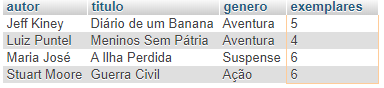 autor titulo genero exemplares
Jeff Kiney Diário de um Banana Aventura 5
Luiz Puntel Meninos Sem Pátria Aventura 4
Maria José A Ilha Perdida Suspense 6
Stuart Moore Guerra Civil Ação 6